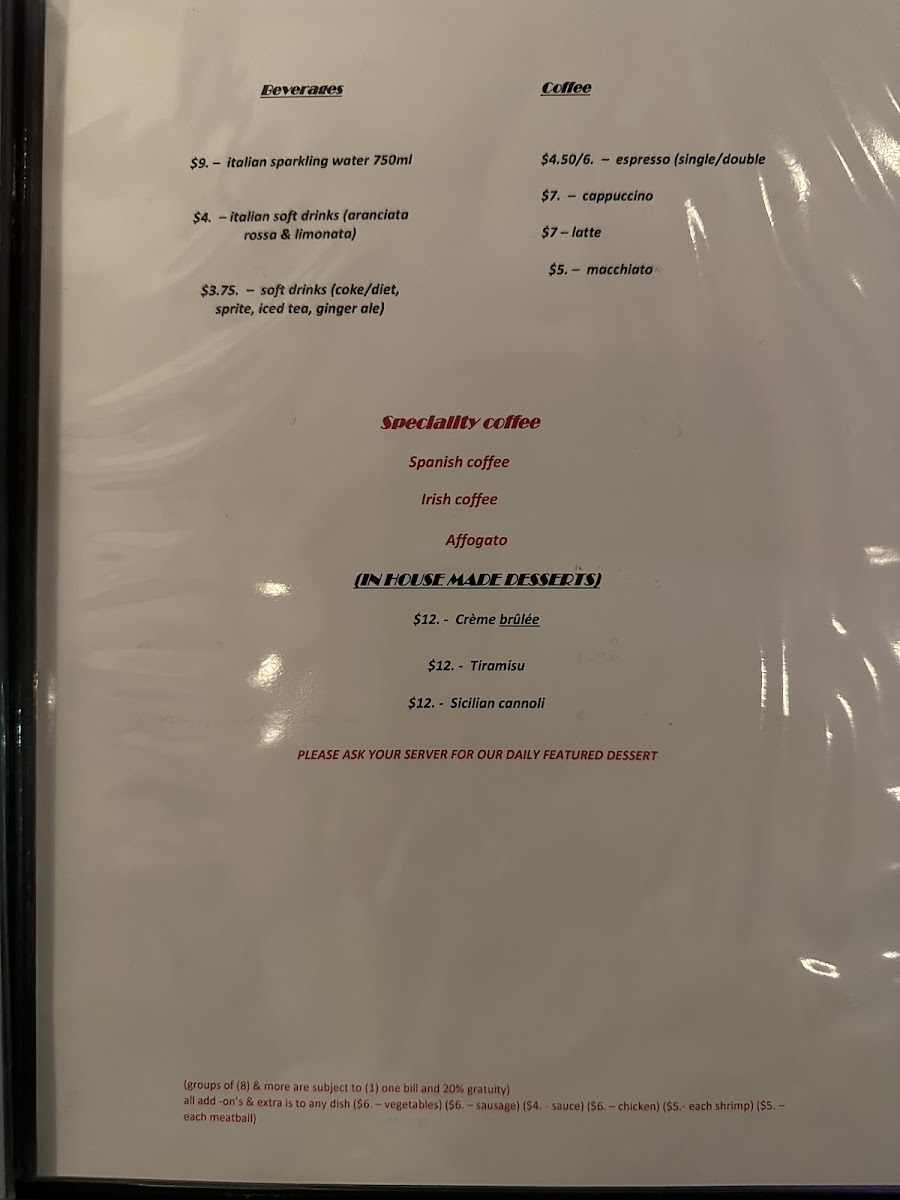 Beverages
$9. – italian sparkling water 750ml
$4. – italian soft drinks (aranciata
rossa & limonata)
$3.75. – soft drinks (coke/diet,
sprite, iced tea, ginger ale)
Coffee
$4.50/6. – espresso (single/double
$7. – cappuccino
$7 – latte
$5. – macchiato
Speciality coffee
Spanish coffee
Irish coffee
Affogato
(IN HOUSE MADE DESSERTS)
$12. - Crème brûlée
$12. - Tiramisu
$12. - Sicilian cannoli
PLEASE ASK YOUR SERVER FOR OUR DAILY FEATURED DESSERT
(groups of (8) & more are subject to (1) one bill and 20% gratuity)
all add -on's & extra is to any dish ($6. – vegetables) ($6. – sausage) ($4. - sauce) ($6. – chicken) ($5.- each shrimp) ($5. –
each meatball)